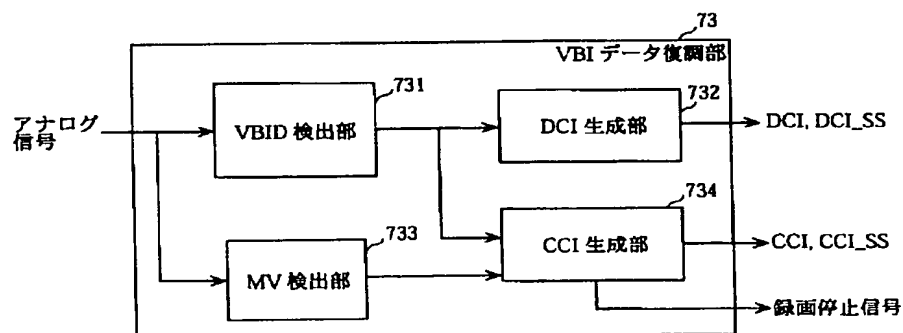 73
VBI データ復調部
731
VBID 検出部
732
DCI 生成部
DCI, DCI_SS
アナログ
信号
733
MV 検出部
734
CCI 生成部
CCI, CCI_SS
録画停止信号